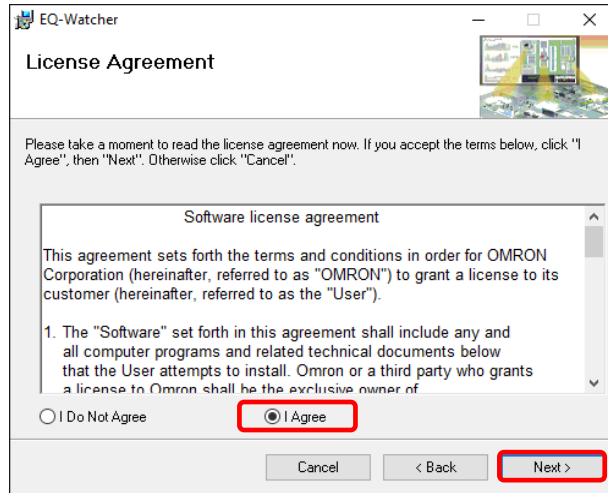 EQ-Watcher
License Agreement
Please take a moment to read the license agreement now. If you accept the terms below, click "I
Agree", then "Next". Otherwise click "Cancel".
Software license agreement
This agreement sets forth the terms and conditions in order for OMRON
Corporation (hereinafter, referred to as "OMRON") to grant a license to its
customer (hereinafter, referred to as the "User").
1. The "Software" set forth in this agreement shall include any and
all computer programs and related technical documents below
that the User attempts to install. Omron or a third party who grants
a license to Omron shall be the exclusive owner of
I Do Not Agree
I Agree
Cancel
< Back
Next >